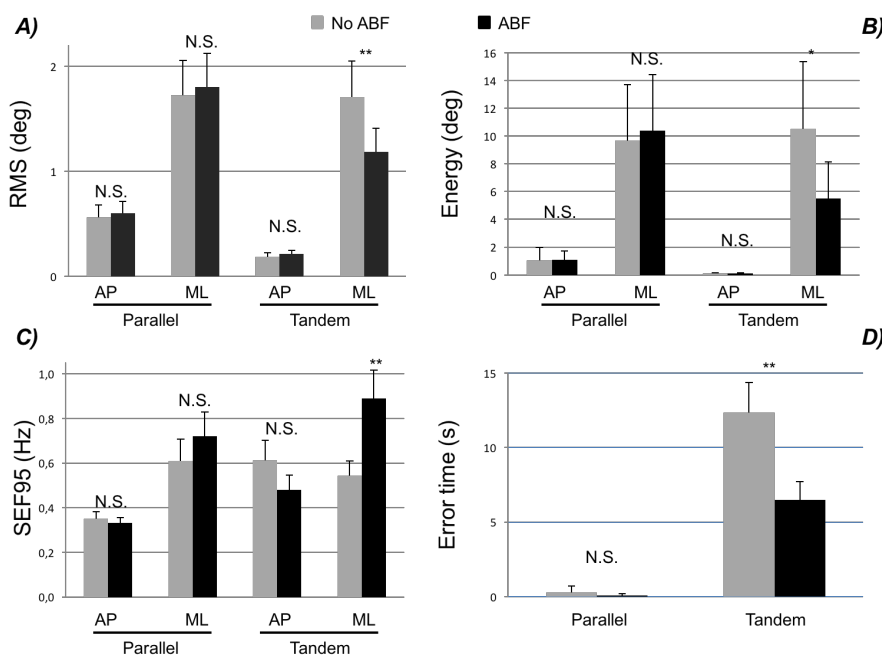 A)
No ABF
ABF
B)
RMS (deg)
2
1
0
N.S.
N.S.
N.S.
**
AP
ML
AP
ML
Parallel
Tandem
Energy (deg)
16
14
12
10
8
6
4
2
0
N.S.
N.S.
N.S.
*
AP
ML
AP
ML
Parallel
Tandem
C)
SEF95 (Hz)
1,0
0,8
0,6
0,4
0,2
0,0
N.S.
N.S.
N.S.
**
AP
ML
AP
ML
Parallel
Tandem
D)
Error time (s)
15
10
5
0
N.S.
**
Parallel
Tandem